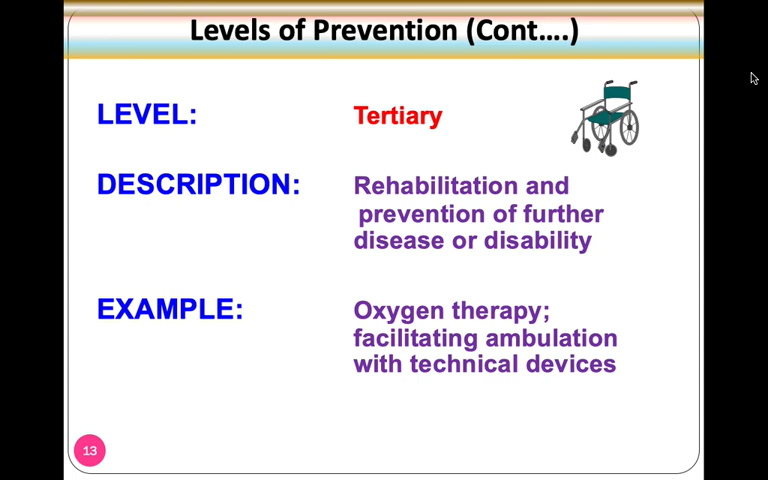 Levels of Prevention (Cont….)
LEVEL: Tertiary
DESCRIPTION: Rehabilitation and
prevention of further
disease or disability
EXAMPLE: Oxygen therapy;
facilitating ambulation
with technical devices
13